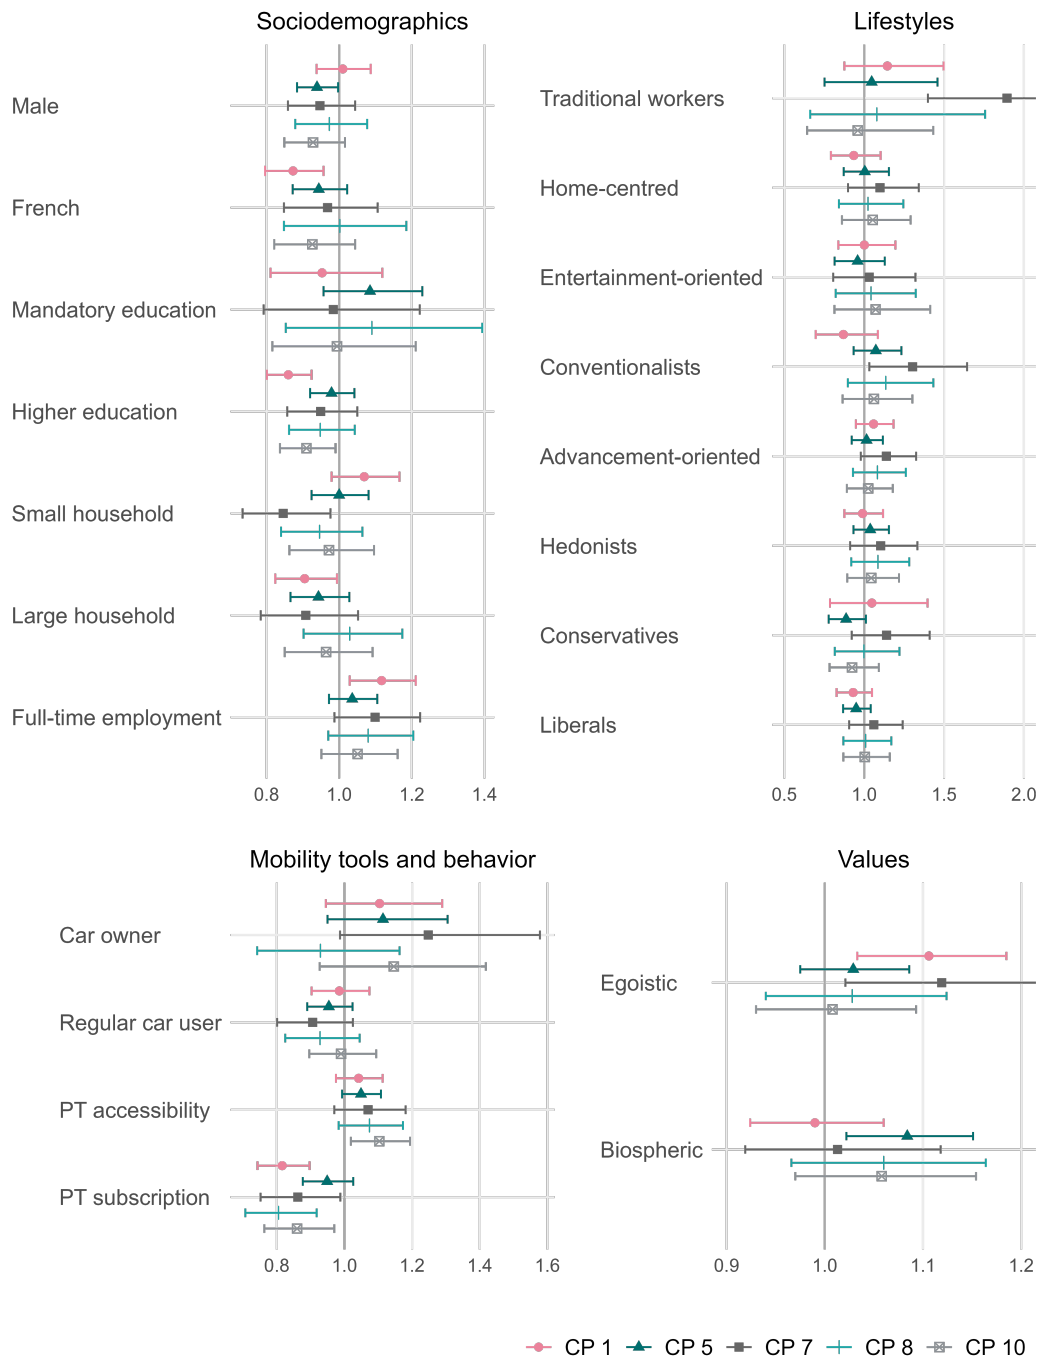 Sociodemographics
Male
French
Mandatory education
Higher education
Small household
Large household
Full-time employment
0.8 1.0 1.2 1.4
Lifestyles
Traditional workers
Home-centred
Entertainment-oriented
Conventionalists
Advancement-oriented
Hedonists
Conservatives
Liberals
0.5 1.0 1.5 2.0
Mobility tools and behavior
Car owner
Regular car user
PT accessibility
PT subscription
0.8 1.0 1.2 1.4 1.6
Values
Egoistic
Biospheric
0.9 1.0 1.1 1.2
CP 1 CP 5 CP 7 CP 8 CP 10